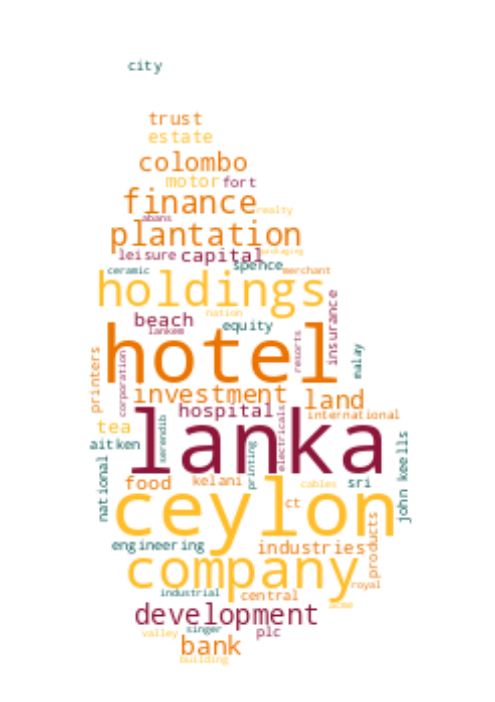 city
trust
estate
colombo
motor fort
finance realty
abans
plantation
leisure capital packaging
ceramic spence merchant
holdings
nation
beach equity insurance
lankem
hotel resorts malay
printers corporation
investment land
hospital international
tea serendib electricals
lanka
aitken printing john keells
national food kelani cables sri
ceylon ct
engineering industries products
company
industrial central royal
acme
development
valley singer plc
bank
building